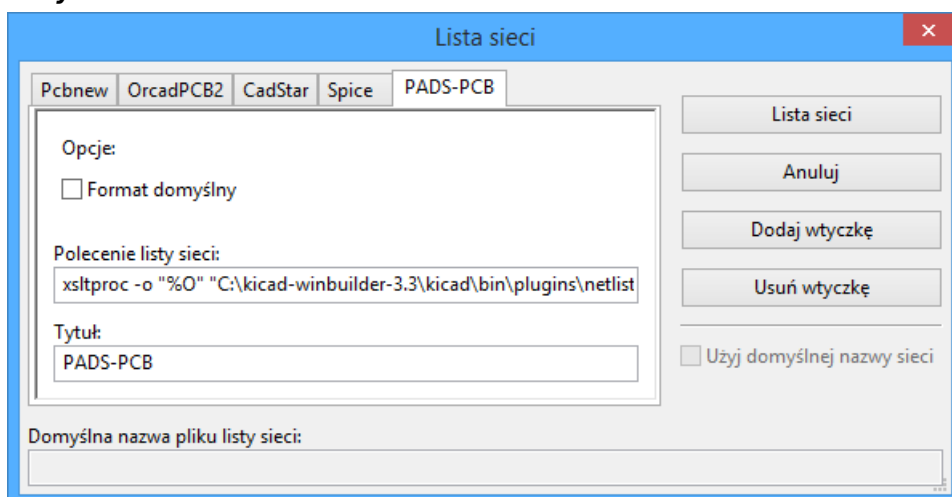 Lista sieci
Pcbnew OrcadPCB2 CadStar Spice PADS-PCB
Opcje:
Format domyślny
Polecenie listy sieci:
xsltproc -o "%O" "C:\kicad-winbuilder-3.3\kicad\bin\plugins\netlist
Tytuł:
PADS-PCB
Lista sieci
Anuluj
Dodaj wtyczkę
Usuń wtyczkę
Użyj domyślnej nazwy sieci
Domyślna nazwa pliku listy sieci: